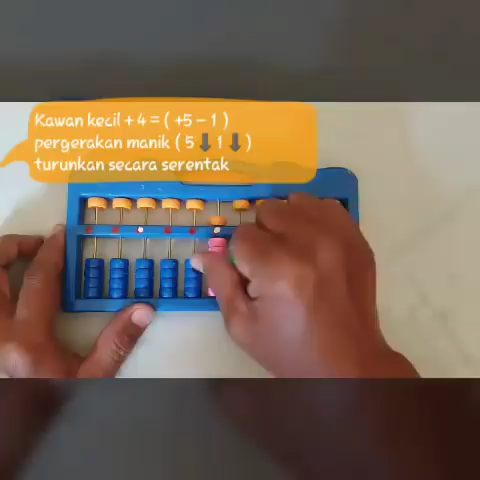 Kawan kecil + 4 = ( +5 - 1 )
pergerakan manik ( 5 ⬇ 1 ⬇ )
turunkan secara serentak